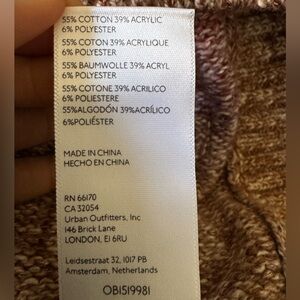 55% COTTON 39% ACRYLIC
6% POLYESTER
55% COTON 39% ACRYLIQUE
6% POLYESTER
55% BAUMWOLLE 39% ACRYL
6% POLYESTER
55% COTONE 39% ACRILICO
6% POLIESTERE
55%ALGODÓN 39%ACRÍLICO
6%POLIÉSTER
MADE IN CHINA
HECHO EN CHINA
RN 66170
CA 32054
Urban Outfitters, Inc
146 Brick Lane
LONDON, E1 6RU
Leidsestraat 32, 1017 PB
Amsterdam, Netherlands
OB1519981